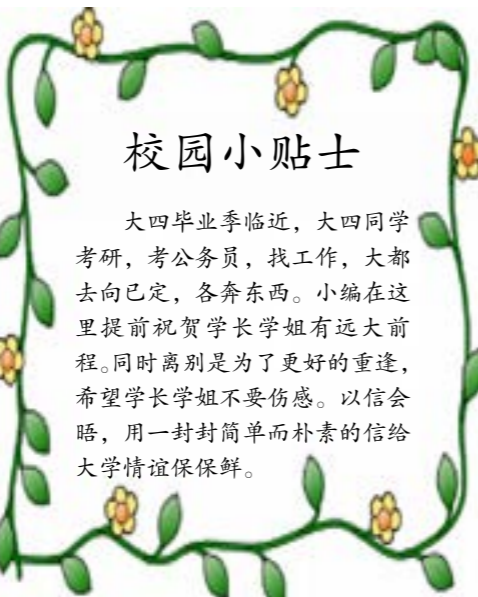 校园小贴士
大四毕业季临近，大四同学
考研，考公务员，找工作，大都
去向已定，各奔东西。小编在这
里提前祝贺学长学姐有远大前
程。同时离别是为了更好的重逢，
希望学长学姐不要伤感。以信会
晤，用一封封简单而朴素的信给
大学情谊保保鲜。